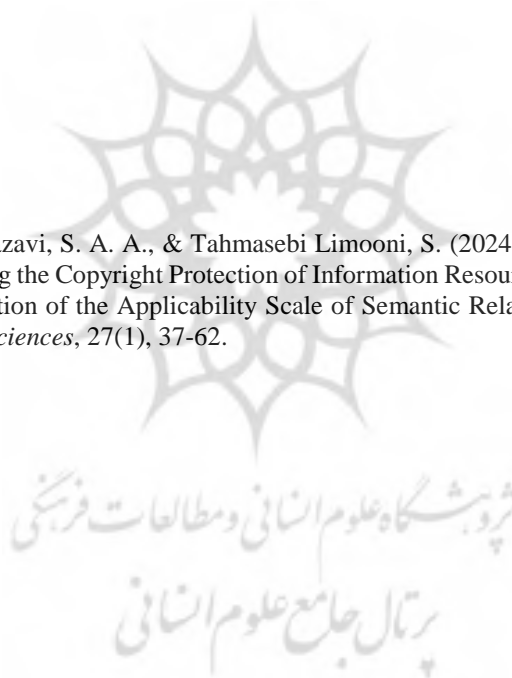 azavi, S. A. A., & Tahmasebi Limooni, S. (2024
g the Copyright Protection of Information Resou
tion of the Applicability Scale of Semantic Rela
ciences, 27(1), 37-62.
پژوهشگاه علوم انسانی و مطالعات فرهنگی
پرتال جامع علوم انسانی